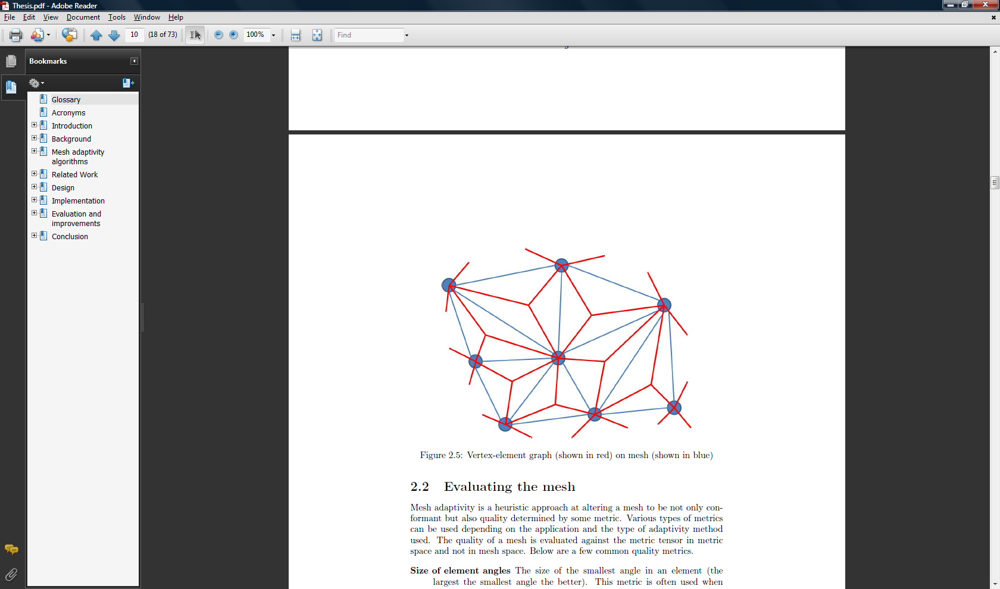 Thesis.pdf - Adobe Reader
File Edit View Document Tools Window Help
10 (18 of 73) 100% Find
Bookmarks
Glossary
Acronyms
Introduction
Background
Mesh adaptivity
algorithms
Related Work
Design
Implementation
Evaluation and
improvements
Conclusion
Figure 2.5: Vertex-element graph (shown in red) on mesh (shown in blue)
2.2 Evaluating the mesh
Mesh adaptivity is a heuristic approach at altering a mesh to be not only con-
formant but also quality determined by some metric. Various types of metrics
can be used depending on the application and the type of adaptivity method
used. The quality of a mesh is evaluated against the metric tensor in metric
space and not in mesh space. Below are a few common quality metrics.
Size of element angles The size of the smallest angle in an element (the
largest the smallest angle the better). This metric is often used when